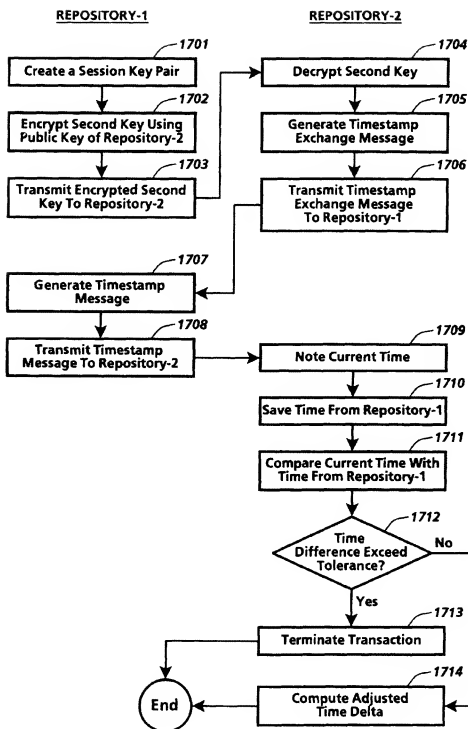 REPOSITORY-1
REPOSITORY-2
1701
Create a Session Key Pair
1702
Encrypt Second Key Using
Public Key of Repository-2
1703
Transmit Encrypted Second
Key To Repository-2
1704
Decrypt Second Key
1705
Generate Timestamp
Exchange Message
1706
Transmit Timestamp
Exchange Message
To Repository-1
1707
Generate Timestamp
Message
1708
Transmit Timestamp
Message To Repository-2
1709
Note Current Time
1710
Save Time From Repository-1
1711
Compare Current Time With
Time From Repository-1
1712
Time
Difference Exceed
Tolerance?
No
Yes
1713
Terminate Transaction
1714
Compute Adjusted
Time Delta
End